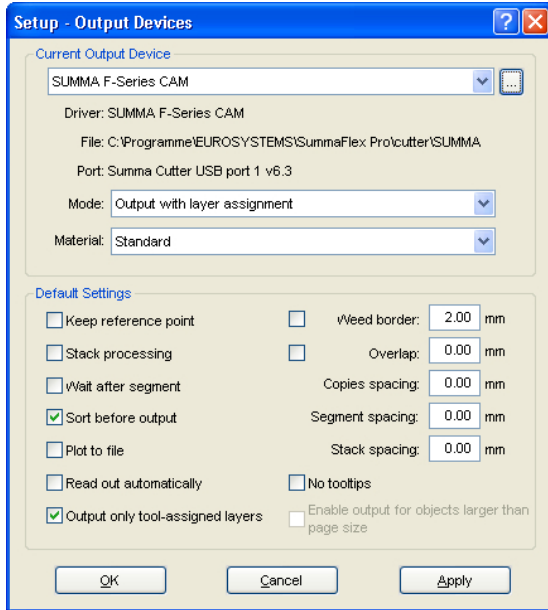 Setup - Output Devices
Current Output Device
SUMMA F-Series CAM
...
Driver: SUMMA F-Series CAM
File: C:\Programme\EUROSYSTEMS\SummaFlex Pro\cutter\SUMMA
Port: Summa Cutter USB port 1 v6.3
Mode: Output with layer assignment
Material: Standard
Default Settings
Keep reference point
Weed border: 2.00 mm
Stack processing
Overlap: 0.00 mm
Wait after segment
Copies spacing: 0.00 mm
Sort before output
Segment spacing: 0.00 mm
Plot to file
Stack spacing: 0.00 mm
Read out automatically
No tooltips
Output only tool-assigned layers
Enable output for objects larger than
page size
OK
Cancel
Apply